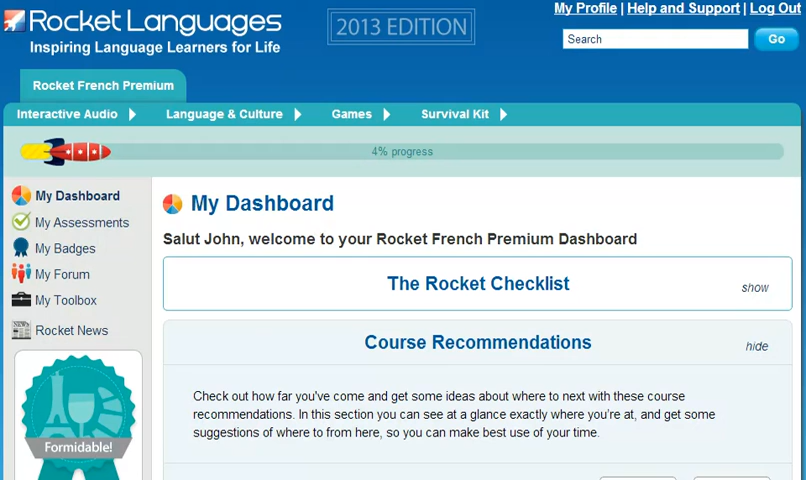 Rocket Languages
Inspiring Language Learners for Life
2013 EDITION
My Profile | Help and Support | Log Out
Search
Go
Rocket French Premium
Interactive Audio
Language & Culture
Games
Survival Kit
4% progress
My Dashboard
My Assessments
My Badges
My Forum
My Toolbox
Rocket News
Formidable!
My Dashboard
Salut John, welcome to your Rocket French Premium Dashboard
The Rocket Checklist
show
Course Recommendations
hide
Check out how far you've come and get some ideas about where to next with these course
recommendations. In this section you can see at a glance exactly where you're at, and get some
suggestions of where to from here, so you can make best use of your time.